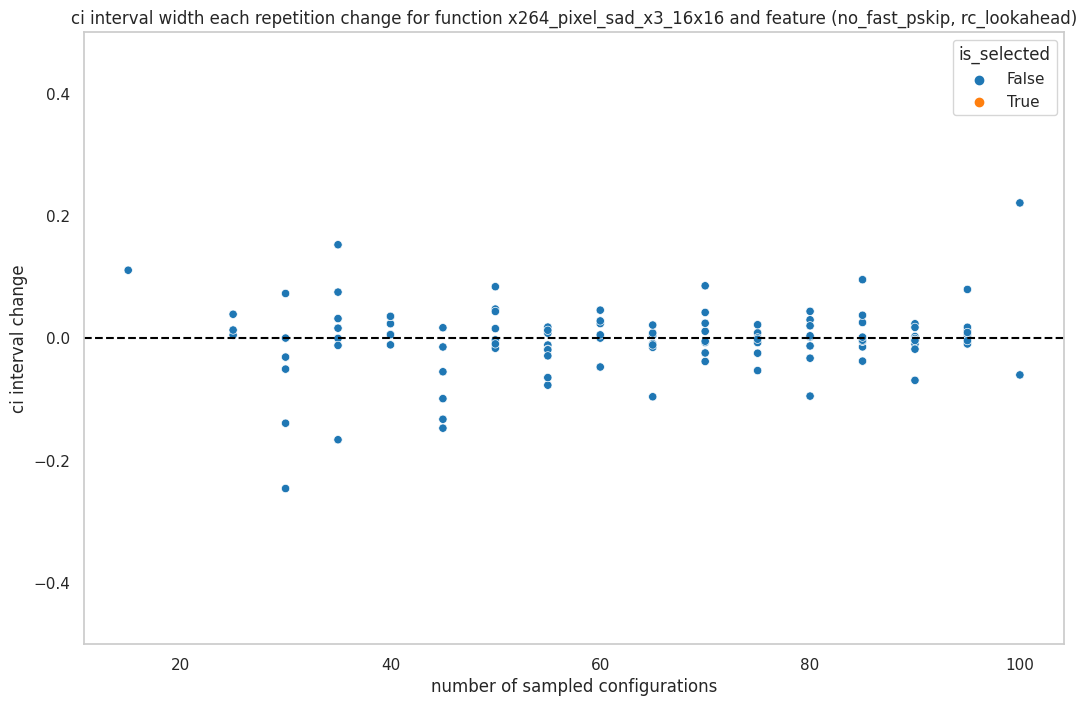 ci interval width each repetition change for function x264_pixel_sad_x3_16x16 and feature (no_fast_pskip, rc_lookahead)
is_selected
False
True
ci interval change
0.4
0.2
0.0
−0.2
−0.4
20
40
60
80
100
number of sampled configurations